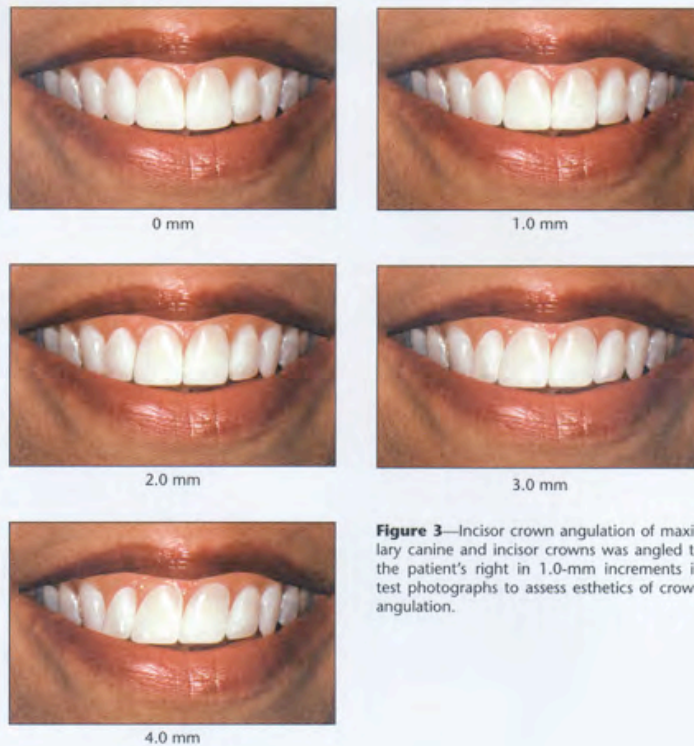 0 mm
1.0 mm
2.0 mm
3.0 mm
Figure 3—Incisor crown angulation of maxi
lary canine and incisor crowns was angled t
the patient's right in 1.0-mm increments i
test photographs to assess esthetics of crow
angulation.
4.0 mm